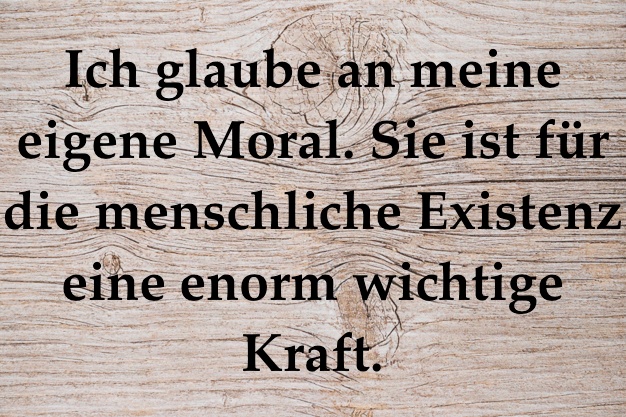 Ich glaube an meine
eigene Moral. Sie ist für
die menschliche Existenz
eine enorm wichtige
Kraft.